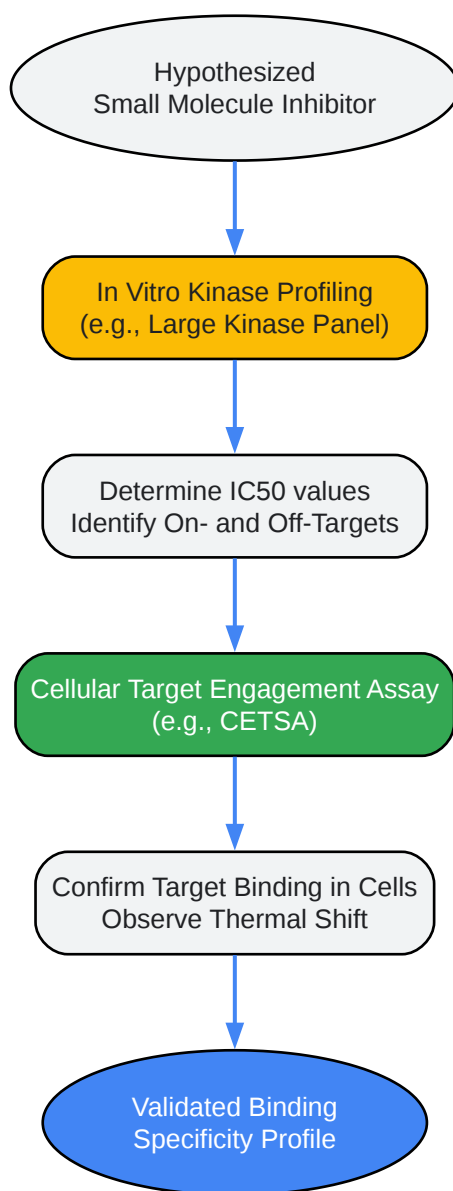 Hypothesized
Small Molecule Inhibitor
In Vitro Kinase Profiling
(e.g., Large Kinase Panel)
Determine IC50 values
Identify On- and Off-Targets
Cellular Target Engagement Assay
(e.g., CETSA)
Confirm Target Binding in Cells
Observe Thermal Shift
Validated Binding
Specificity Profile